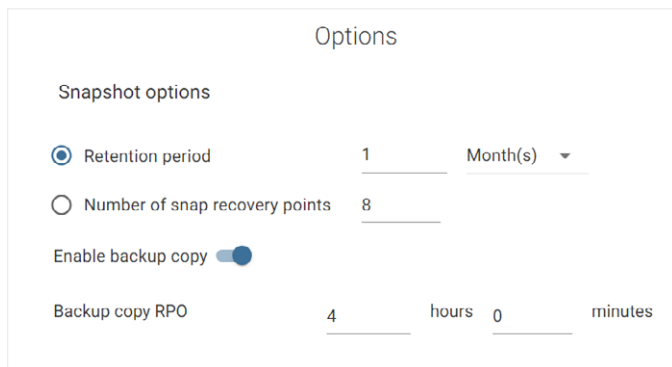 Options
Snapshot options
Retention period 1 Month(s)
Number of snap recovery points 8
Enable backup copy
Backup copy RPO 4 hours 0 minutes